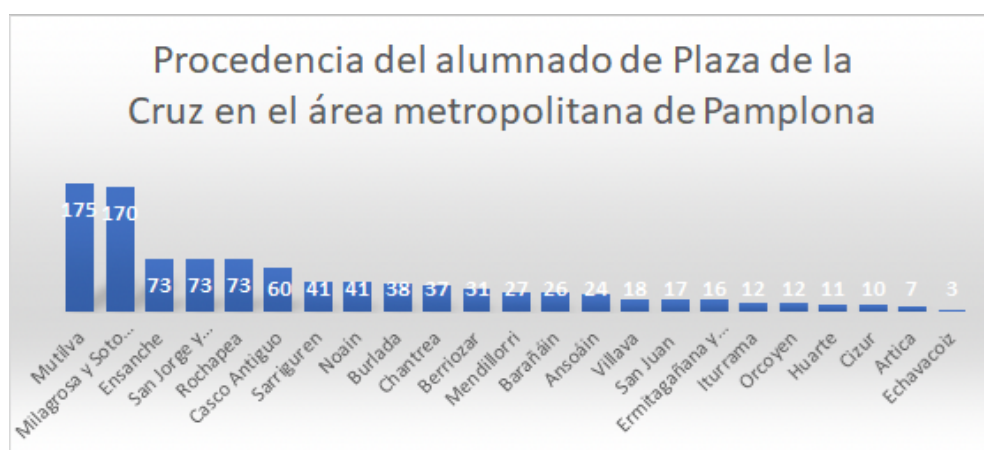 Procedencia del alumnado de Plaza de la
Cruz en el área metropolitana de Pamplona
175 170 73 73 73 60 41 41 38 37 31 27 26 24 18 17 16 12 12 11 10 7 3
Mutilva
Milagrosa y Soto...
Ensanche
San Jorge y...
Rochapea
Casco Antiguo
Sarriguren
Noain
Burlada
Chantrea
Berriozar
Mendillorri
Barañáin
Ansoáin
Villava
San Juan
Ermitagañana y...
Iturrama
Orcoyen
Huarte
Cizur
Artica
Echavacoiz